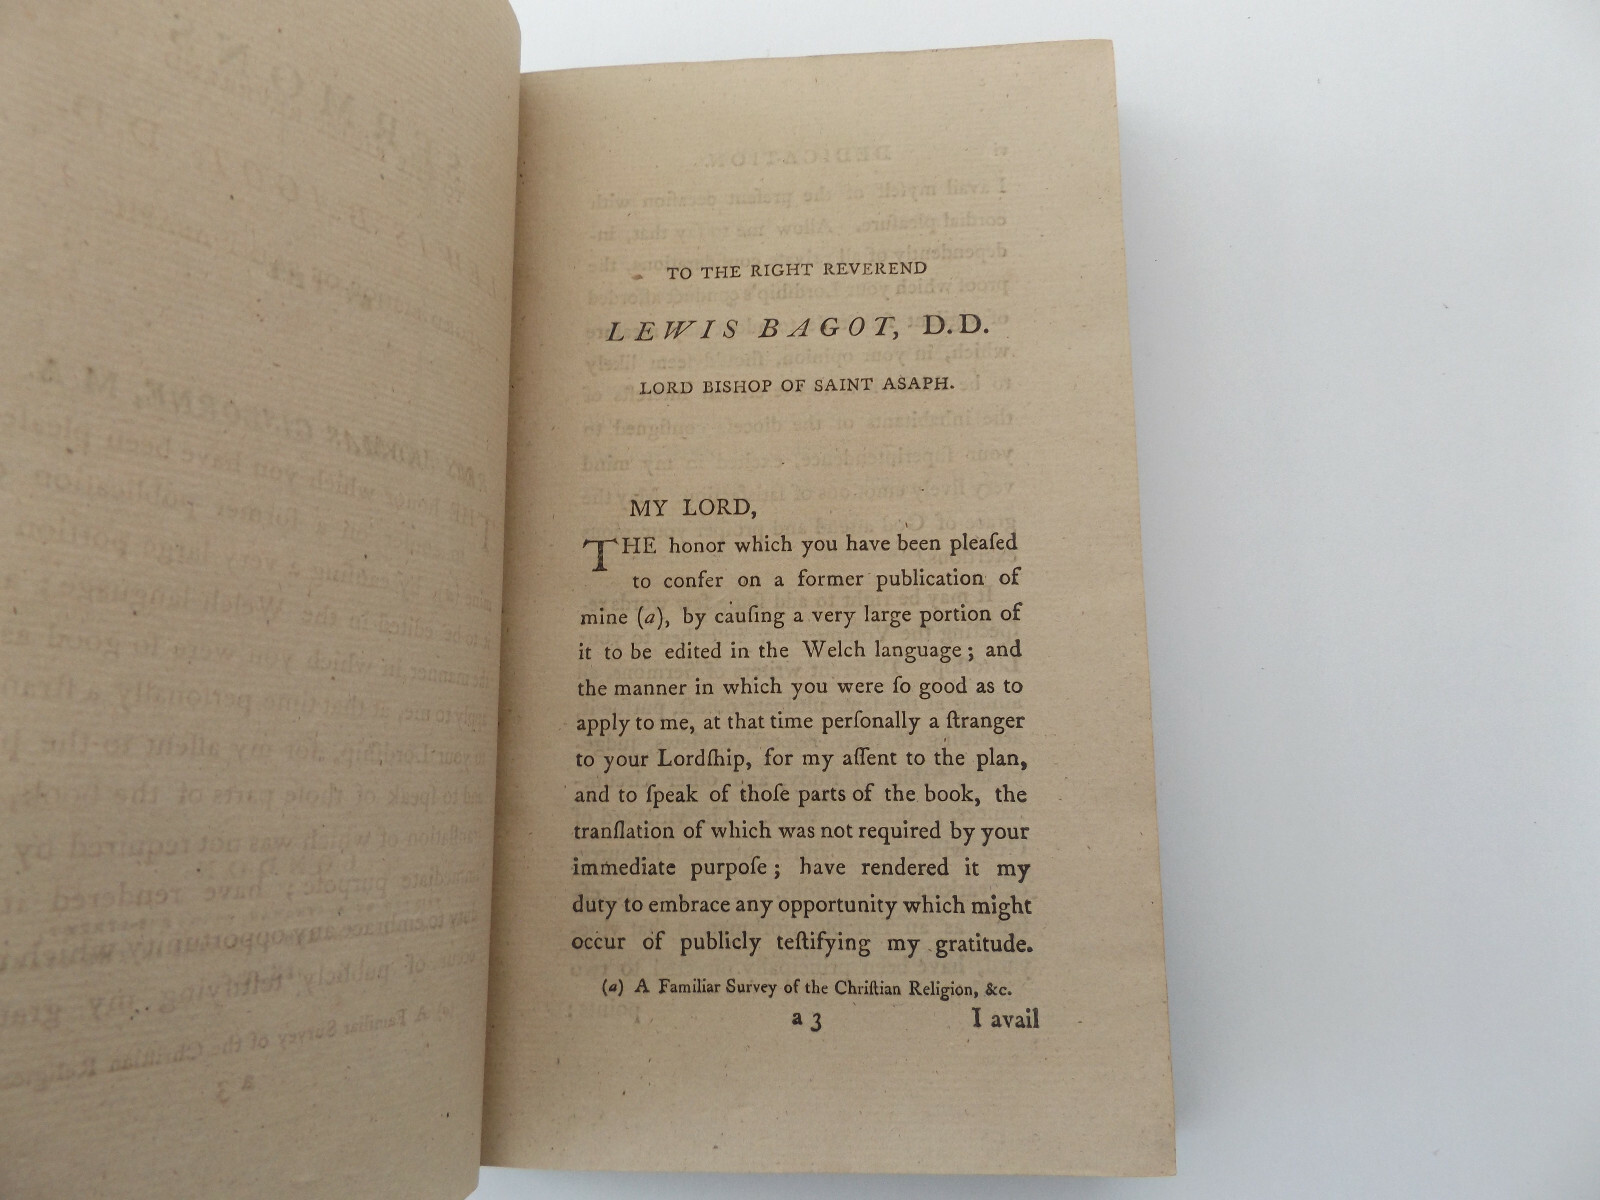 TO THE RIGHT REVEREND
LEWIS BAGOT, D.D.
LORD BISHOP OF SAINT ASAPH.
MY LORD,
THE honor which you have been pleaſed
to confer on a former publication of
mine (a), by cauſing a very large portion of
it to be edited in the Welch language; and
the manner in which you were ſo good as to
apply to me, at that time perſonally a ſtranger
to your Lordſhip, for my aſſent to the plan,
and to ſpeak of thoſe parts of the book, the
tranſlation of which was not required by your
immediate purpoſe; have rendered it my
duty to embrace any opportunity which might
occur of publicly teſtifying my gratitude.
(a) A Familiar Survey of the Chriſtian Religion, &c.
a 3 I avail